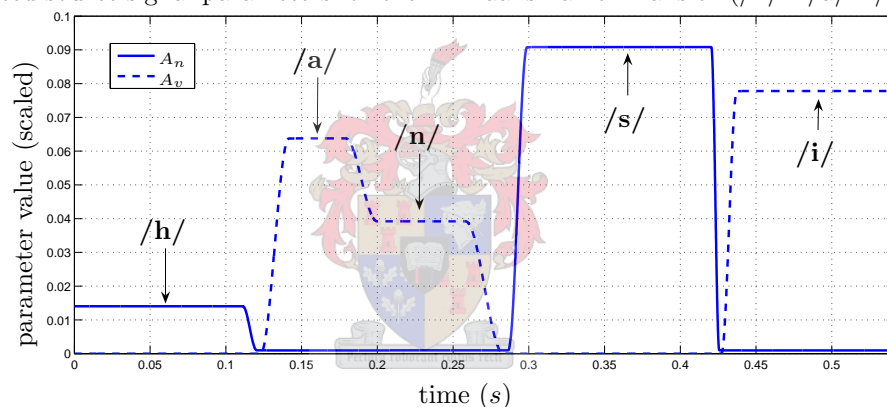 0.1
0.09
0.08
0.07
0.06
0.05
0.04
0.03
0.02
0.01
0
parameter value (scaled)
A_n
A_v
/h/
/a/
/n/
/s/
/i/
0 0.05 0.1 0.15 0.2 0.25 0.3 0.35 0.4 0.45 0.5
time (s)